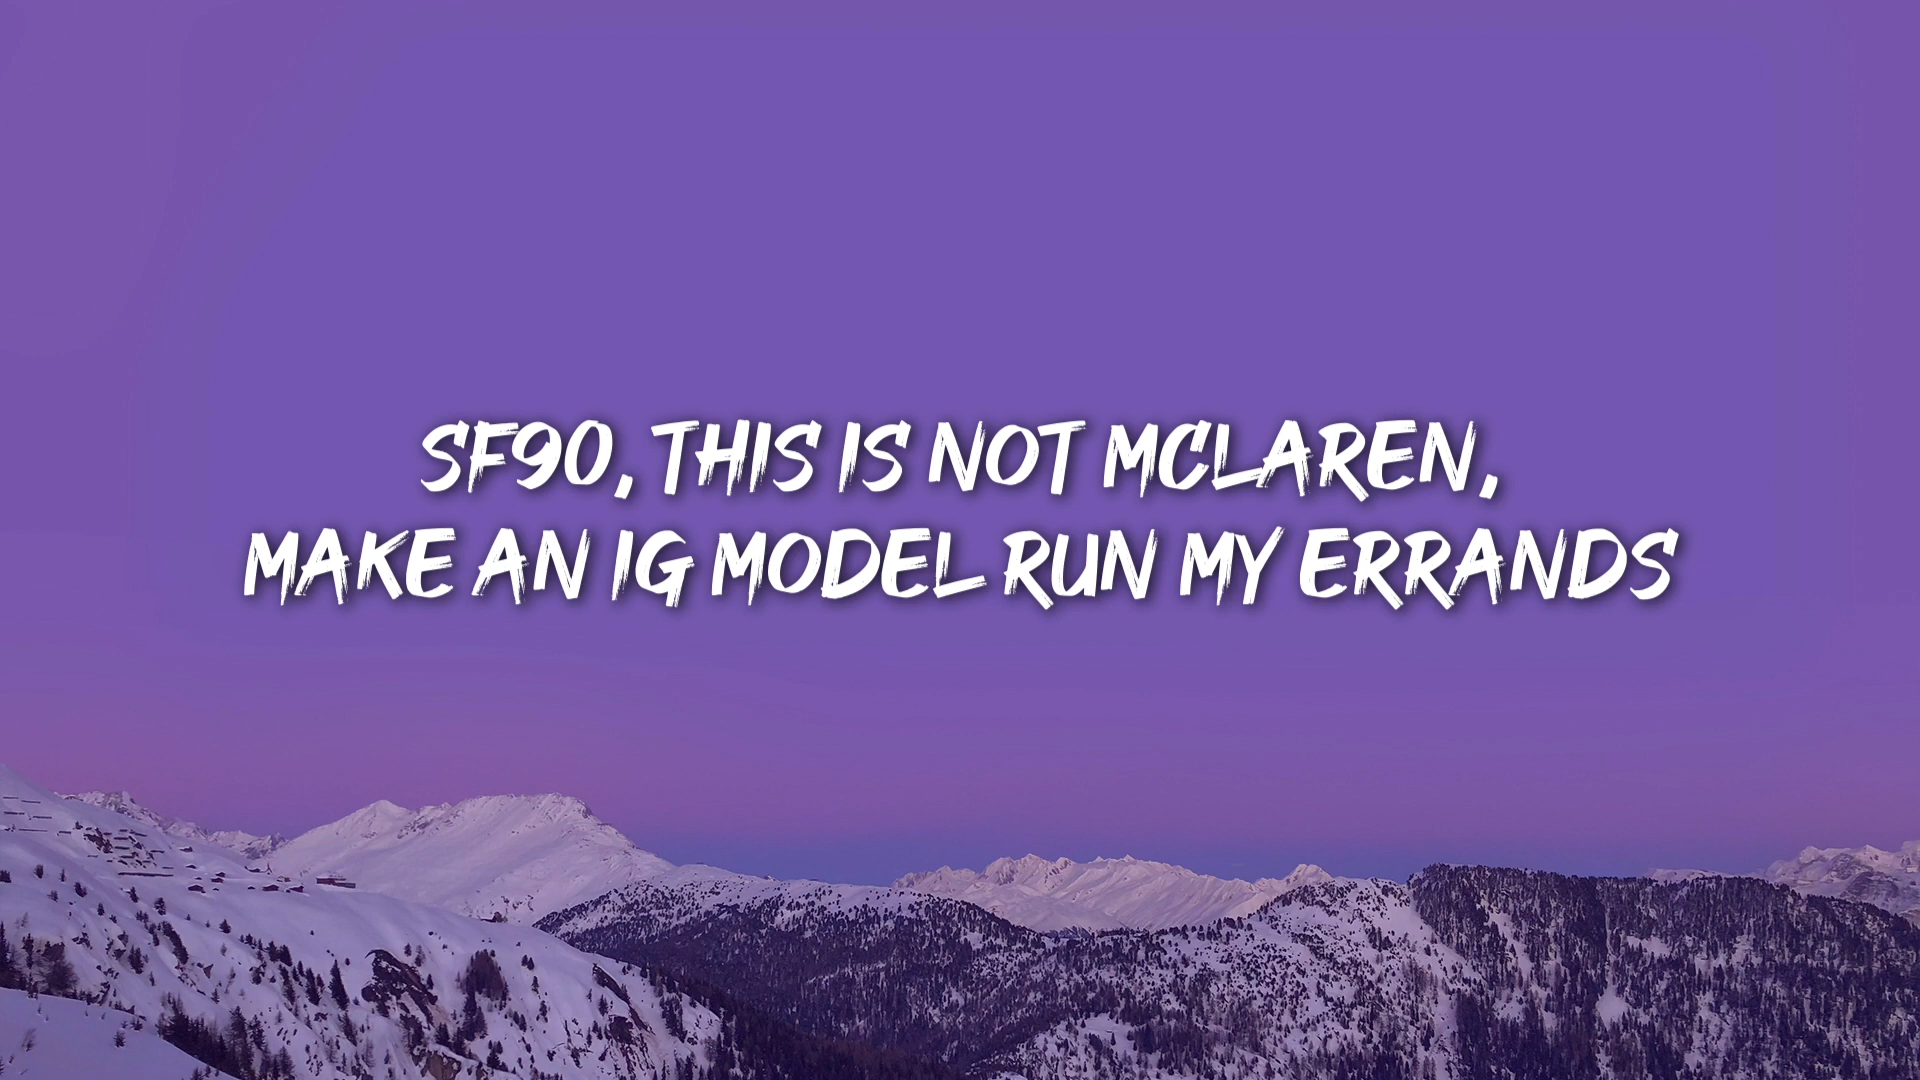 SF90, THIS IS NOT MCLAREN,
MAKE AN IG MODEL RUN MY ERRANDS